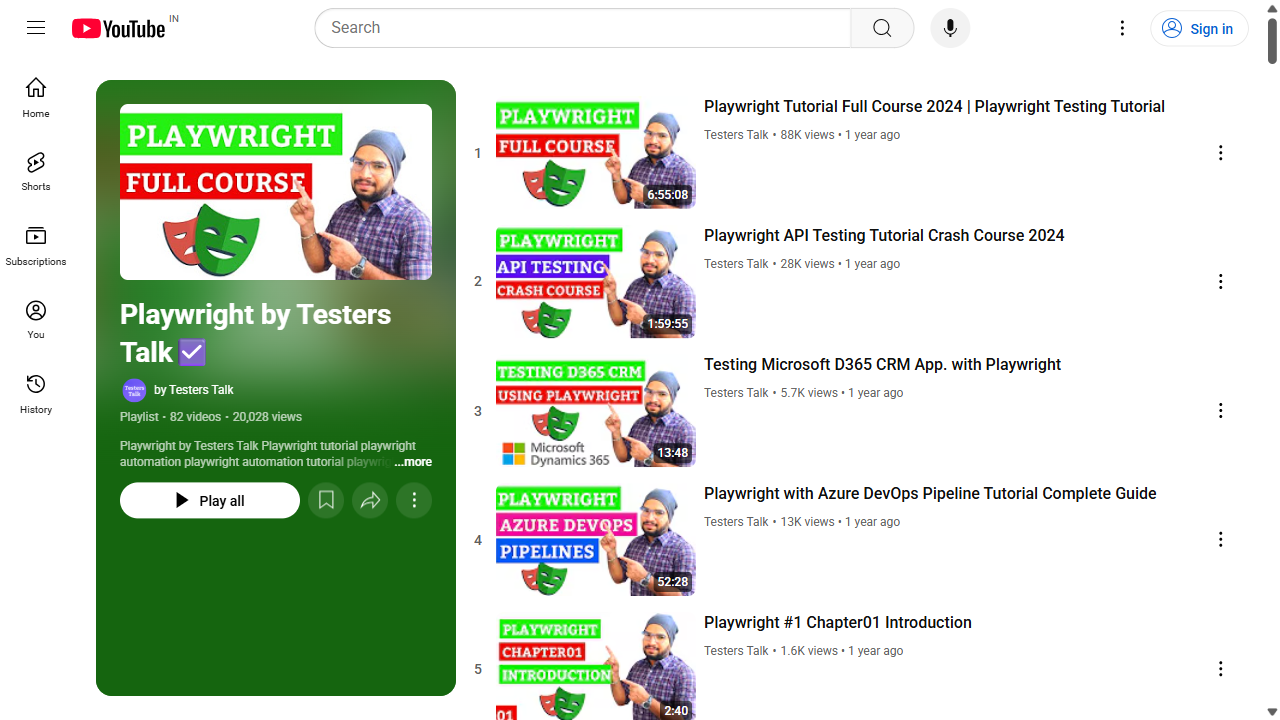 YouTube IN
Search
Sign in
Home
Shorts
Subscriptions
You
History
PLAYWRIGHT
FULL COURSE
Playwright by Testers
Talk ✅
Testers
Talk
by Testers Talk
Playlist • 82 videos • 20,028 views
Playwright by Testers Talk Playwright tutorial playwright
automation playwright automation tutorial playwrig ...more
Play all
1
PLAYWRIGHT
FULL COURSE
6:55:08
Playwright Tutorial Full Course 2024 | Playwright Testing Tutorial
Testers Talk • 88K views • 1 year ago
2
PLAYWRIGHT
API TESTING
CRASH COURSE
1:59:55
Playwright API Testing Tutorial Crash Course 2024
Testers Talk • 28K views • 1 year ago
3
TESTING D365 CRM
USING PLAYWRIGHT
Microsoft
Dynamics 365
13:48
Testing Microsoft D365 CRM App. with Playwright
Testers Talk • 5.7K views • 1 year ago
4
PLAYWRIGHT
AZURE DEVOPS
PIPELINES
52:28
Playwright with Azure DevOps Pipeline Tutorial Complete Guide
Testers Talk • 13K views • 1 year ago
5
PLAYWRIGHT
CHAPTER01
INTRODUCTION
01
2:40
Playwright #1 Chapter01 Introduction
Testers Talk • 1.6K views • 1 year ago